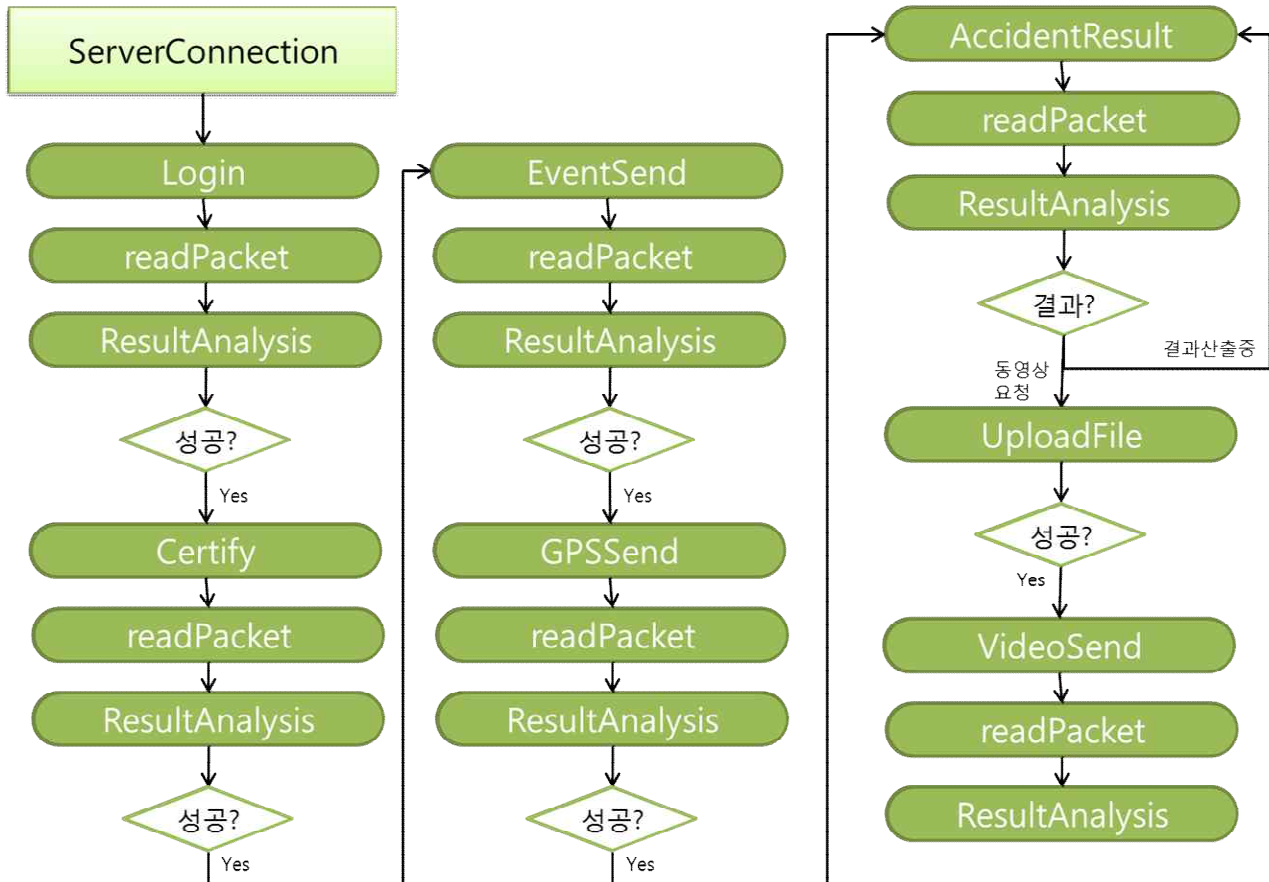 ServerConnection
Login
readPacket
ResultAnalysis
성공?
Yes
Certify
readPacket
ResultAnalysis
성공?
Yes
EventSend
readPacket
ResultAnalysis
성공?
Yes
GPSSend
readPacket
ResultAnalysis
성공?
Yes
AccidentResult
readPacket
ResultAnalysis
결과?
결과산출중
동영상
요청
UploadFile
성공?
Yes
VideoSend
readPacket
ResultAnalysis